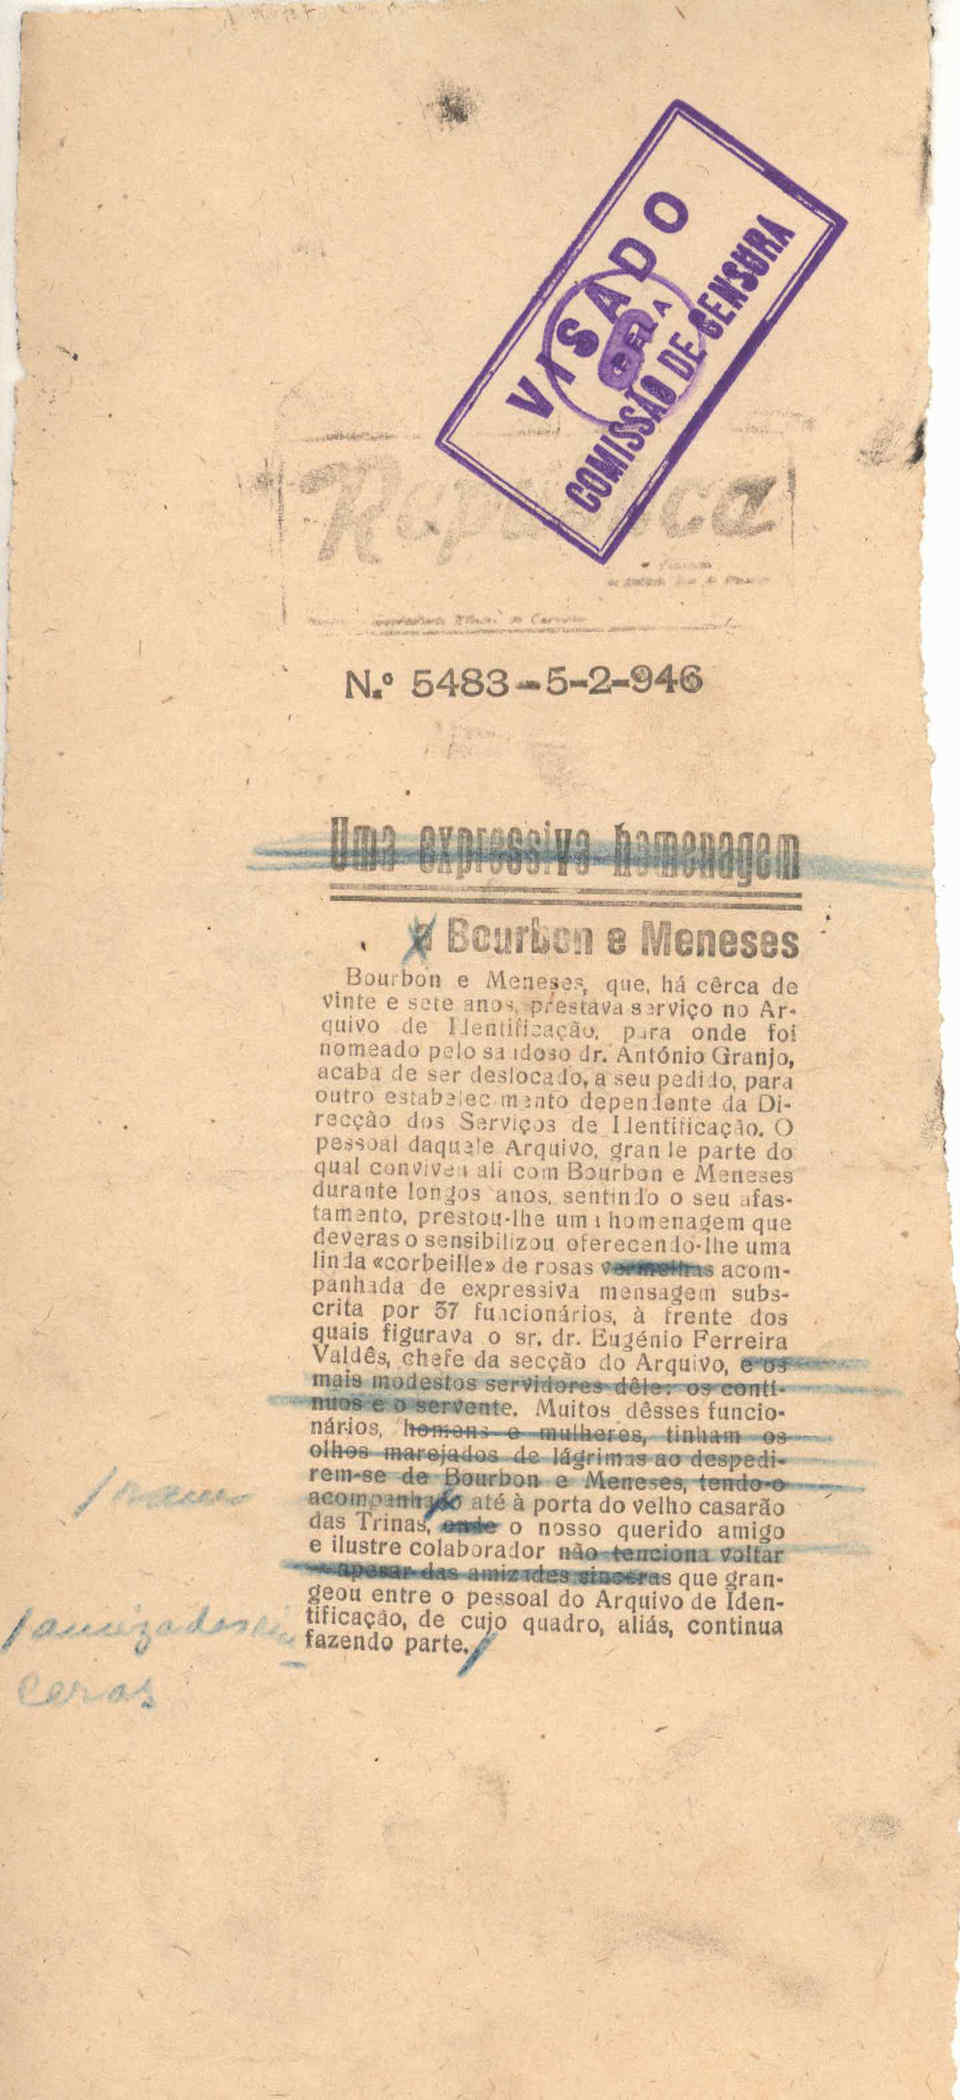 VISADO
PELA
COMISSÃO DE CENSURA
República
N.º 5483-5-2-946
Uma expressiva homenagem
a Bourbon e Meneses
Bourbon e Meneses, que, há cêrca de
vinte e sete anos, prestava serviço no Ar-
quivo de Identificação, para onde foi
nomeado pelo saudoso dr. António Granjo,
acaba de ser deslocado, a seu pedido, para
outro estabelecimento dependente da Di-
recção dos Serviços de Identificação. O
pessoal daquele Arquivo, grande parte do
qual conviveu ali com Bourbon e Meneses
durante longos anos, sentindo o seu afas-
tamento, prestou-lhe uma homenagem que
deveras o sensibilizou oferecendo-lhe uma
linda «corbeille» de rosas vermelhas acom-
panhada de expressiva mensagem subs-
crita por 57 funcionários, à frente dos
quais figurava o sr. dr. Eugénio Ferreira
Valdês, chefe da secção do Arquivo, e os
mais modestos servidores dêle: os contí-
nuos e o servente. Muitos dêsses funcio-
nários, homens e mulheres, tinham os
olhos marejados de lágrimas ao despedi-
rem-se de Bourbon e Meneses, tendo-o
acompanhado até à porta do velho casarão
das Trinas, onde o nosso querido amigo
e ilustre colaborador não tenciona voltar
— apesar das amizades sinceras que gran-
geou entre o pessoal do Arquivo de Iden-
tificação, de cujo quadro, aliás, continua
fazendo parte.
/ram
/amizades sin
ceras